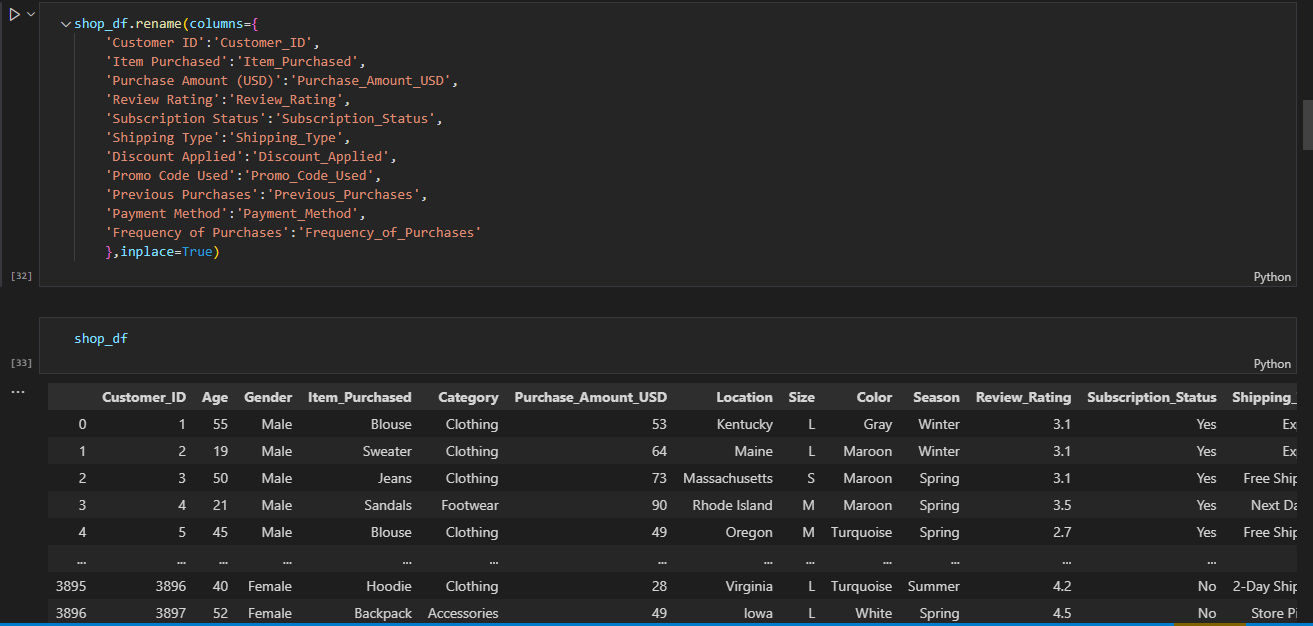 shop_df.rename(columns={
'Customer ID':'Customer_ID',
'Item Purchased':'Item_Purchased',
'Purchase Amount (USD)':'Purchase_Amount_USD',
'Review Rating':'Review_Rating',
'Subscription Status':'Subscription_Status',
'Shipping Type':'Shipping_Type',
'Discount Applied':'Discount_Applied',
'Promo Code Used':'Promo_Code_Used',
'Previous Purchases':'Previous_Purchases',
'Payment Method':'Payment_Method',
'Frequency of Purchases':'Frequency_of_Purchases'
},inplace=True)
[32] Python
shop_df
[33] Python
... Customer_ID Age Gender Item_Purchased Category Purchase_Amount_USD Location Size Color Season Review_Rating Subscription_Status Shipping_
0 1 55 Male Blouse Clothing 53 Kentucky L Gray Winter 3.1 Yes Ex
1 2 19 Male Sweater Clothing 64 Maine L Maroon Winter 3.1 Yes Ex
2 3 50 Male Jeans Clothing 73 Massachusetts S Maroon Spring 3.1 Yes Free Ship
3 4 21 Male Sandals Footwear 90 Rhode Island M Maroon Spring 3.5 Yes Next Da
4 5 45 Male Blouse Clothing 49 Oregon M Turquoise Spring 2.7 Yes Free Ship
... ... ... ... ... ... ... ... ... ... ... ... ...
3895 3896 40 Female Hoodie Clothing 28 Virginia L Turquoise Summer 4.2 No 2-Day Ship
3896 3897 52 Female Backpack Accessories 49 Iowa L White Spring 4.5 No Store Pi